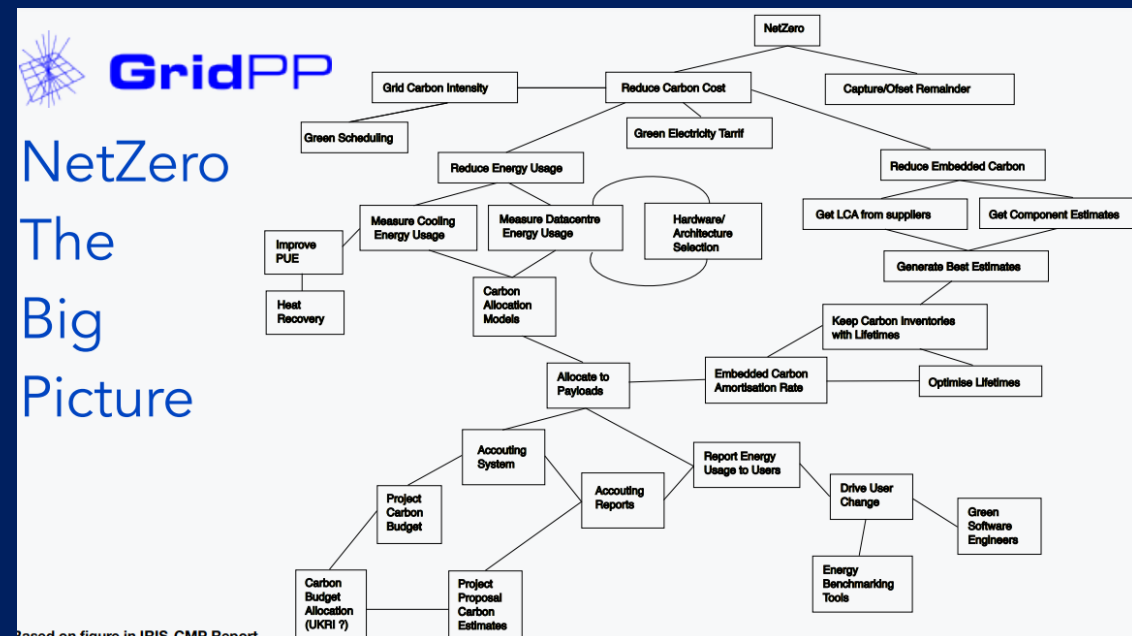 GridPP
NetZero
The
Big
Picture
NetZero
Grid Carbon Intensity
Reduce Carbon Cost
Capture/Ofset Remainder
Green Scheduling
Green Electricity Tarrif
Reduce Energy Usage
Reduce Embedded Carbon
Measure Cooling
Energy Usage
Measure Datacentre
Energy Usage
Hardware/
Architecture
Selection
Get LCA from suppliers
Get Component Estimates
Improve
PUE
Generate Best Estimates
Heat
Recovery
Carbon
Allocation
Models
Keep Carbon Inventories
with Lifetimes
Allocate to
Payloads
Embedded Carbon
Amortisation Rate
Optimise Lifetimes
Accouting
System
Report Energy
Usage to Users
Accouting
Reports
Drive User
Change
Project
Carbon
Budget
Green
Software
Engineers
Energy
Benchmarking
Tools
Carbon
Budget
Allocation
(UKRI ?)
Project
Proposal
Carbon
Estimates
Based on figure in IRIS-CMP Report